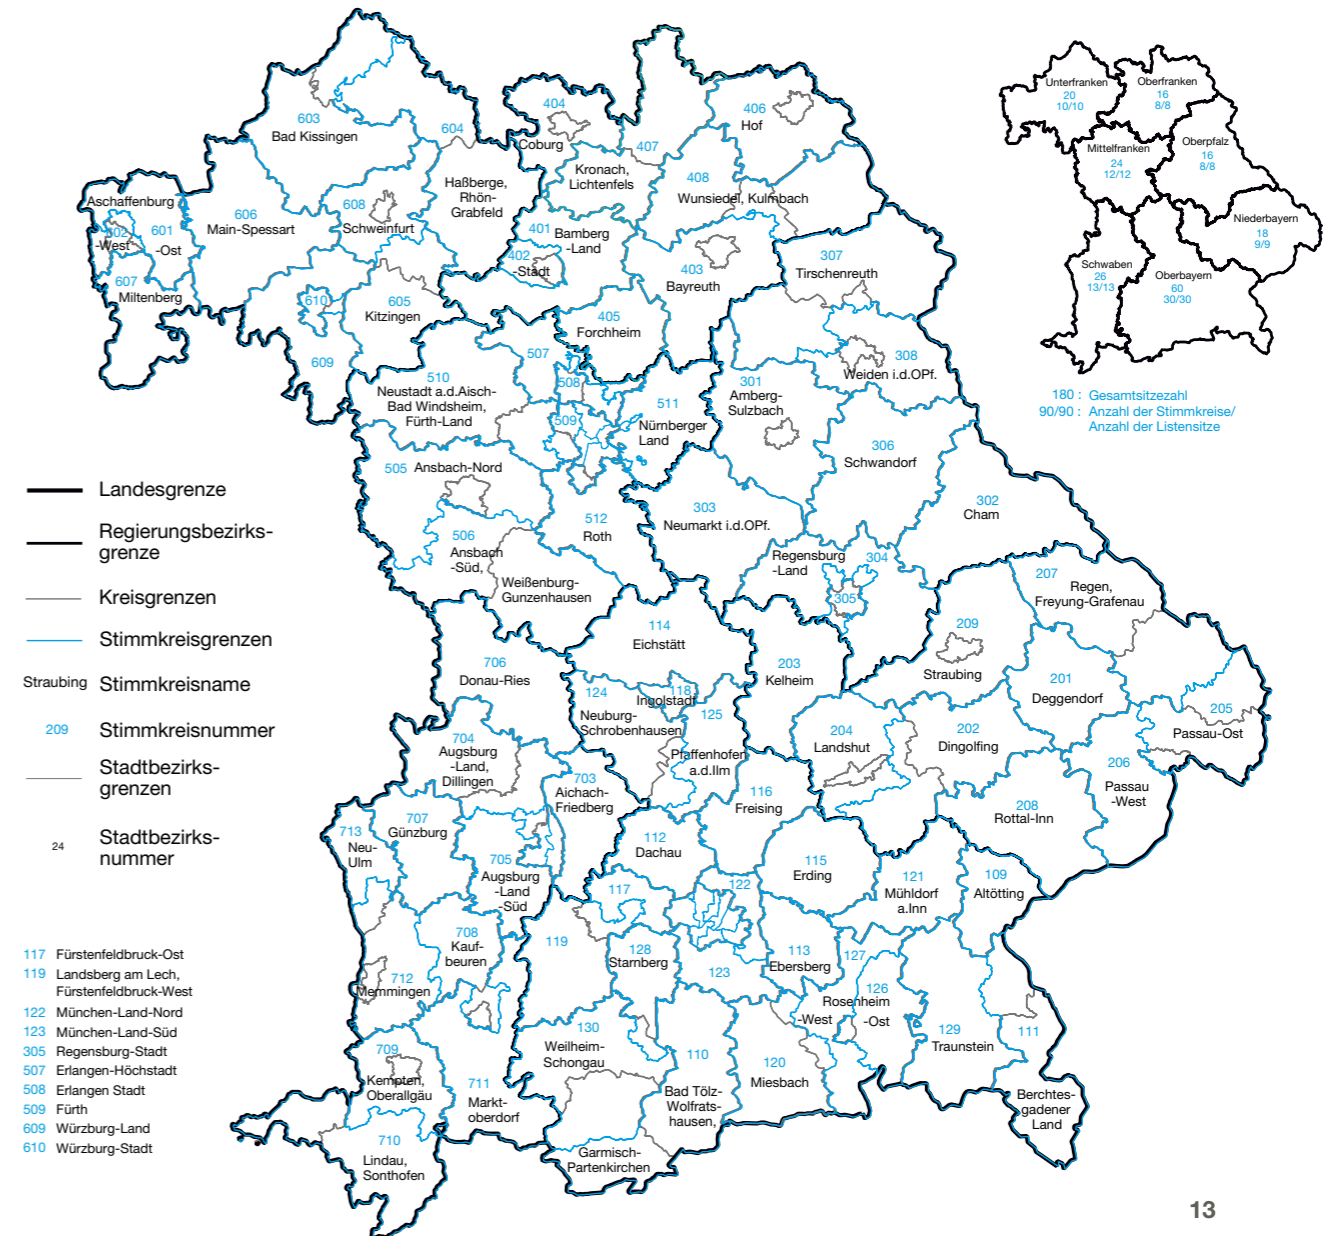 603
Bad Kissingen
604
404
Coburg
406
Hof
407
Kronach,
Lichtenfels
408
Wunsiedel, Kulmbach
Haßberge,
Rhön-
Grabfeld
Aschaffenburg
602
-West
601
-Ost
606
Main-Spessart
608
Schweinfurt
401
Bamberg
-Land
402
-Stadt
403
Bayreuth
307
Tirschenreuth
607
Miltenberg
610
605
Kitzingen
405
Forchheim
609
507
510
Neustadt a.d.Aisch-
Bad Windsheim,
Fürth-Land
508
509
511
Nürnberger
Land
301
Amberg-
Sulzbach
308
Weiden i.d.OPf.
306
Schwandorf
505 Ansbach-Nord
302
Cham
303
Neumarkt i.d.OPf.
512
Roth
506
Ansbach
-Süd,
Weißenburg-
Gunzenhausen
Regensburg
-Land
304
305
207
Regen,
Freyung-Grafenau
209
Straubing
114
Eichstätt
706
Donau-Ries
203
Kelheim
201
Deggendorf
124
Neuburg-
Schrobenhausen
118
Ingolstadt
125
Pfaffenhofen
a.d.Ilm
205
Passau-Ost
204
Landshut
202
Dingolfing
704
Augsburg
-Land,
Dillingen
703
Aichach-
Friedberg
206
Passau
-West
116
Freising
208
Rottal-Inn
707
Günzburg
713
Neu-
Ulm
705
Augsburg
-Land
-Süd
112
Dachau
115
Erding
121
Mühldorf
a.Inn
109
Altötting
117
122
708
Kauf-
beuren
119
128
Starnberg
123
113
Ebersberg
127
Rosenheim
-West
126
-Ost
712
Memmingen
130
Weilheim-
Schongau
110
Bad Tölz-
Wolfrats-
hausen,
120
Miesbach
129
Traunstein
111
Berchtes-
gadener
Land
709
Kempten,
Oberallgäu
711
Markt-
oberdorf
710
Lindau,
Sonthofen
Garmisch-
Partenkirchen
Unterfranken
20
10/10
Oberfranken
16
8/8
Mittelfranken
24
12/12
Oberpfalz
16
8/8
Niederbayern
18
9/9
Schwaben
26
13/13
Oberbayern
60
30/30
180 : Gesamtsitzezahl
90/90 : Anzahl der Stimmkreise/
Anzahl der Listensitze
Landesgrenze
Regierungsbezirks-
grenze
Kreisgrenzen
Stimmkreisgrenzen
Straubing Stimmkreisname
209 Stimmkreisnummer
Stadtbezirks-
grenzen
24 Stadtbezirks-
nummer
117 Fürstenfeldbruck-Ost
119 Landsberg am Lech,
Fürstenfeldbruck-West
122 München-Land-Nord
123 München-Land-Süd
305 Regensburg-Stadt
507 Erlangen-Höchstadt
508 Erlangen Stadt
509 Fürth
609 Würzburg-Land
610 Würzburg-Stadt
13